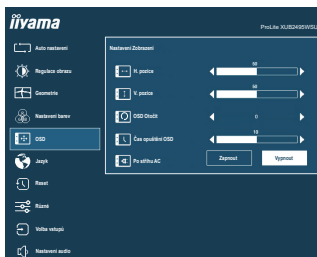 iiyama
ProLite XUB2495WSU
Auto nastavení
Nastavení Zobrazení
Regulace obrazu
H. pozice
50
Geometrie
V. pozice
50
Nastavení barev
OSD Otočit
0
OSD
Čas opuštění OSD
10
Jazyk
Po střihu AC
Zapnout
Vypnout
Reset
Různé
Volba vstupů
Nastavení audio